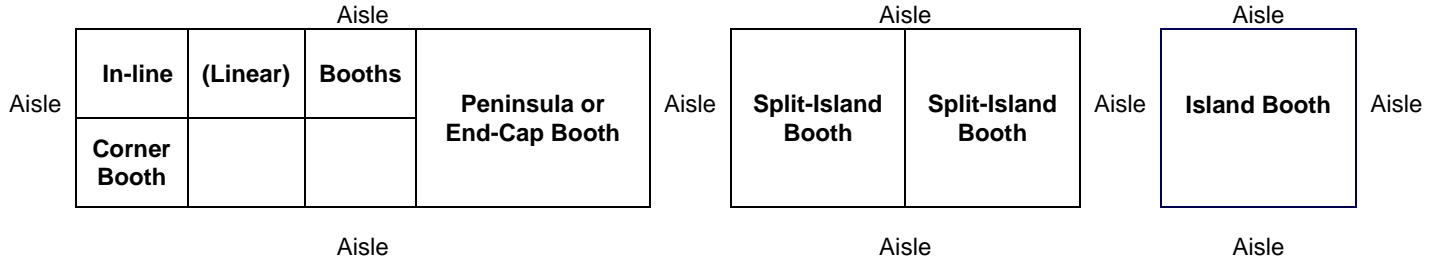 Aisle Aisle Aisle
In-line (Linear) Booths
Aisle Peninsula or Aisle Split-Island Split-Island Aisle Island Booth Aisle
End-Cap Booth Booth Booth
Corner
Booth
Aisle Aisle Aisle